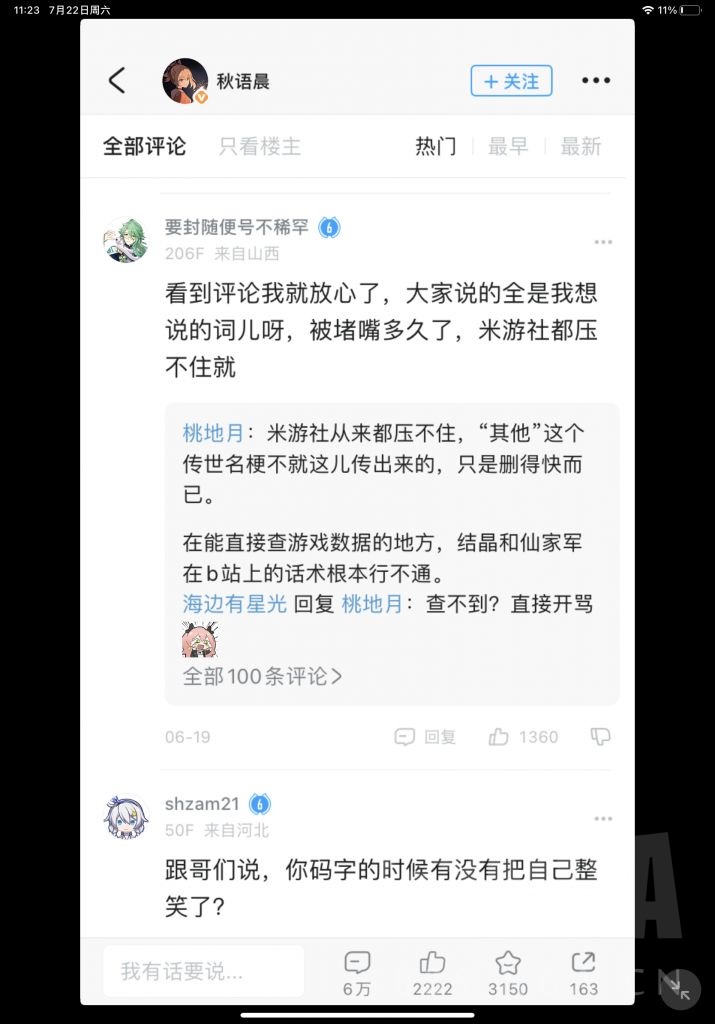 11:23 7月22日周六
11%
秋语晨
+ 关注
全部评论 只看楼主 热门 最早 最新
要封随便号不稀罕 6
206F 来自山西
看到评论我就放心了，大家说的全是我想
说的词儿呀，被堵嘴多久了，米游社都压
不住就
桃地月：米游社从来都压不住，“其他”这个
传世名梗不就这儿传出来的，只是删得快而
已。
在能直接查游戏数据的地方，结晶和仙家军
在b站上的话术根本行不通。
海边有星光 回复 桃地月：查不到？直接开骂
全部100条评论>
06-19 回复 1360
shzam21 6
50F 来自河北
跟哥们说，你码字的时候有没有把自己整
笑了？
我有话要说...
6万 2222 3150 163
A
CN